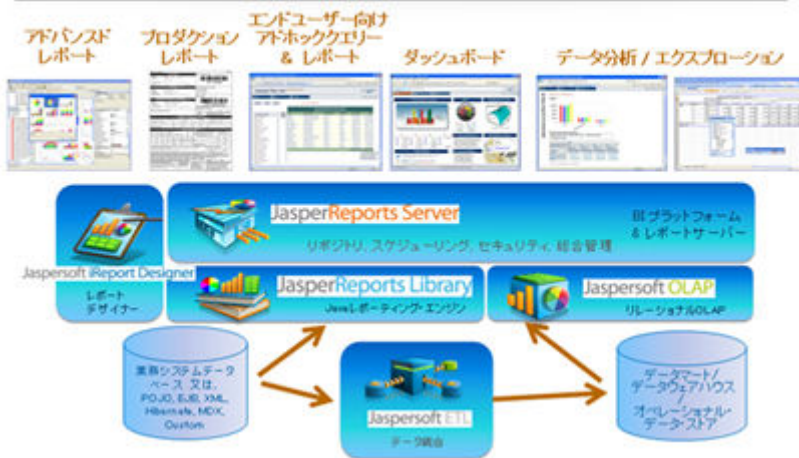 アドバンスド
レポート
プロダクション
レポート
エンドユーザー向け
アドホッククエリー
& レポート
ダッシュボード
データ分析 / エクスプローション
JasperReports Server
リポジトリ, スケジューリング, セキュリティ, 統合管理
BIプラットフォーム
& レポートサーバー
Jaspersoft iReport Designer
レポート
デザイナー
JasperReports Library
Javaレポーティング・エンジン
Jaspersoft OLAP
リレーショナルOLAP
業務システムデータ
ベース 又は,
POJO, EJB, XML,
Hibernate, MDX,
Custom
Jaspersoft ETL
データ統合
データマート/
データウェアハウス
/
オペレーショナル・
データ・ストア